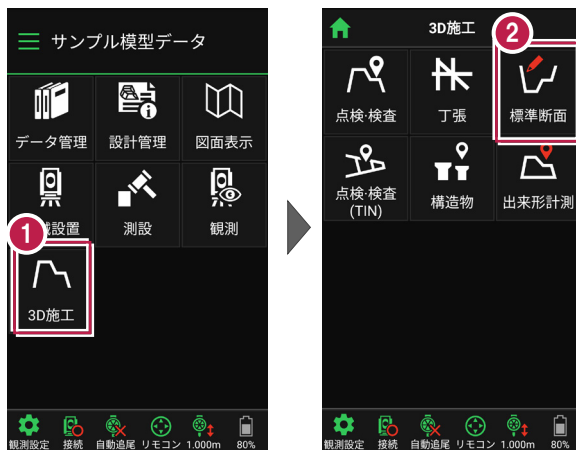 サンプル模型データ
データ管理 設計管理 図面表示
械設置 測設 観測
1
3D施工
観測設定 接続 自動追尾 リモコン 1.000m 80%
3D施工
2
点検·検査 丁張 標準断面
点検·検査
(TIN) 構造物 出来形計測
観測設定 接続 自動追尾 リモコン 1.000m 80%